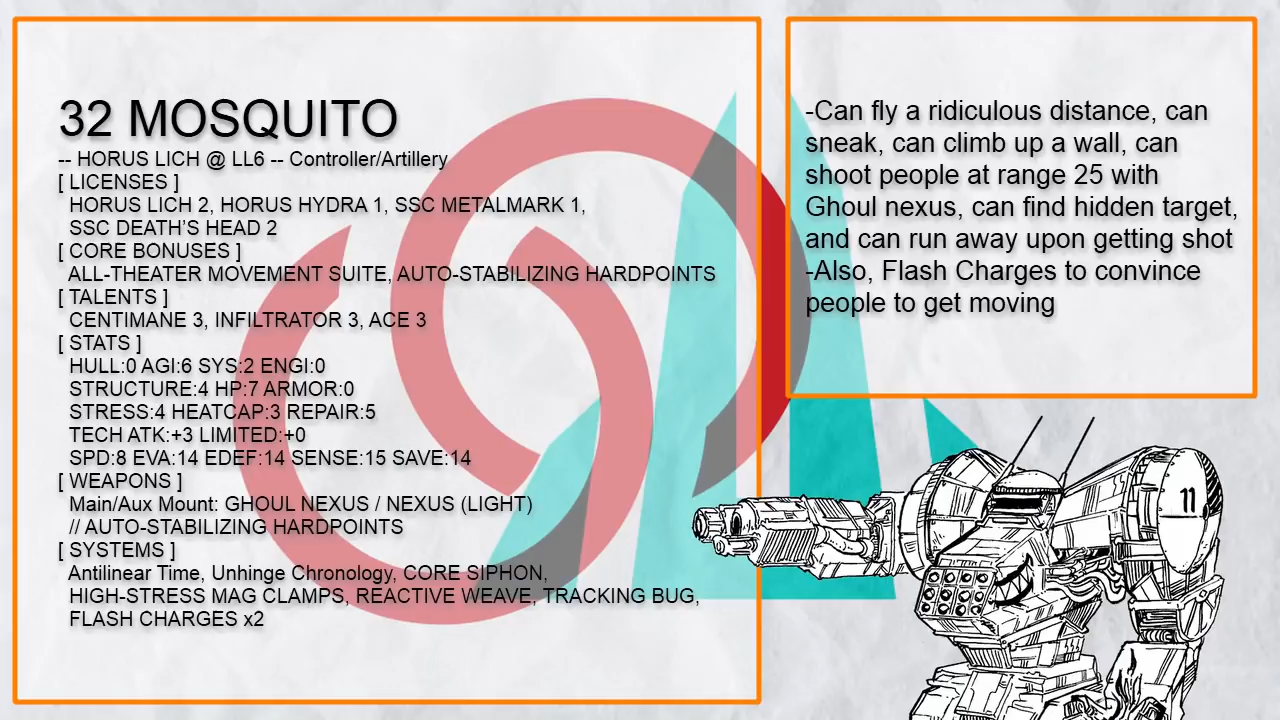 32 MOSQUITO
-- HORUS LICH @ LL6 -- Controller/Artillery
[ LICENSES ]
HORUS LICH 2, HORUS HYDRA 1, SSC METALMARK 1,
SSC DEATH'S HEAD 2
[ CORE BONUSES ]
ALL-THEATER MOVEMENT SUITE, AUTO-STABILIZING HARDPOINTS
[ TALENTS ]
CENTIMANE 3, INFILTRATOR 3, ACE 3
[ STATS ]
HULL:0 AGI:6 SYS:2 ENGI:0
STRUCTURE:4 HP:7 ARMOR:0
STRESS:4 HEATCAP:3 REPAIR:5
TECH ATK:+3 LIMITED:+0
SPD:8 EVA:14 EDEF:14 SENSE:15 SAVE:14
[ WEAPONS ]
Main/Aux Mount: GHOUL NEXUS / NEXUS (LIGHT)
// AUTO-STABILIZING HARDPOINTS
[ SYSTEMS ]
Antilinear Time, Unhinge Chronology, CORE SIPHON,
HIGH-STRESS MAG CLAMPS, REACTIVE WEAVE, TRACKING BUG,
FLASH CHARGES x2
-Can fly a ridiculous distance, can
sneak, can climb up a wall, can
shoot people at range 25 with
Ghoul nexus, can find hidden target,
and can run away upon getting shot
-Also, Flash Charges to convince
people to get moving
11